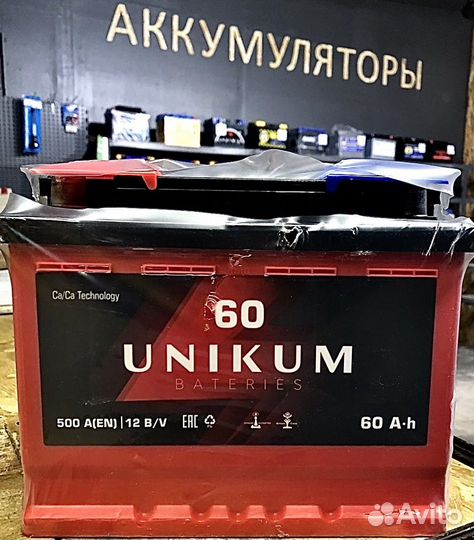 АККУМУЛЯТОРЫ
Ca/Ca Technology
60
UNIKUM
BATERIES
500 A(EN) | 12 B/V EAC 60 A·h
Avito